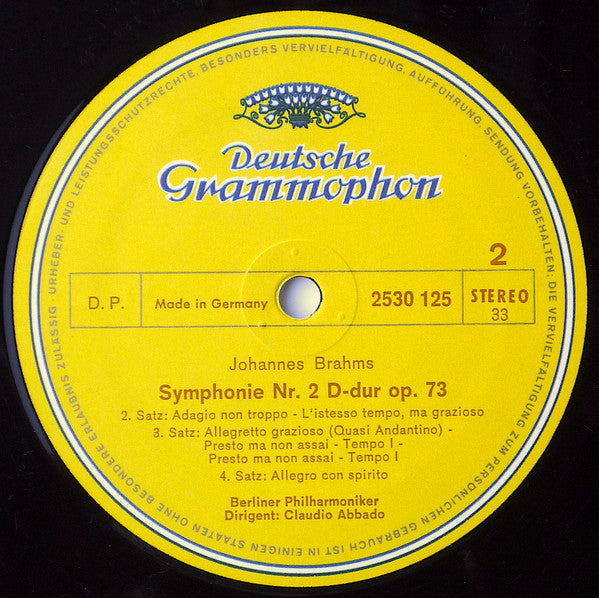 URHEBER- UND LEISTUNGSSCHUTZRECHTE, BESONDERS VERVIELFÄLTIGUNG, AUFFÜHRUNG, SENDUNG VORBEHALTEN; DIE VERVIELFÄLTIGUNG ZUM PERSÖNLICHEN GEBRAUCH IST IN EINIGEN STAATEN OHNE BESONDERE ERLAUBNIS ZULÄSSIG
Deutsche
Grammophon
2
D. P. Made in Germany 2530 125 STEREO
33
Johannes Brahms
Symphonie Nr. 2 D-dur op. 73
2. Satz: Adagio non troppo - L'istesso tempo, ma grazioso
3. Satz: Allegretto grazioso (Quasi Andantino) -
Presto ma non assai - Tempo I -
Presto ma non assai - Tempo I
4. Satz: Allegro con spirito
Berliner Philharmoniker
Dirigent: Claudio Abbado